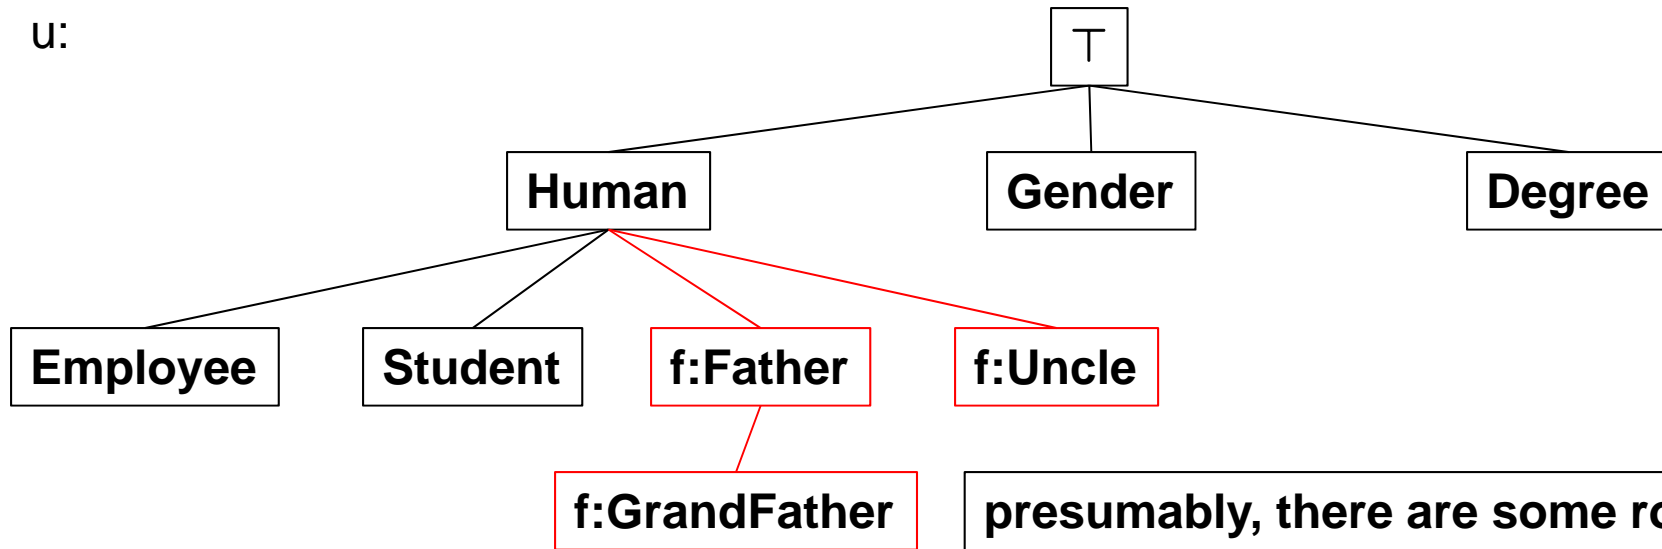 u:
⊤
Human Gender Degree
Employee Student f:Father f:Uncle
f:GrandFather presumably, there are some